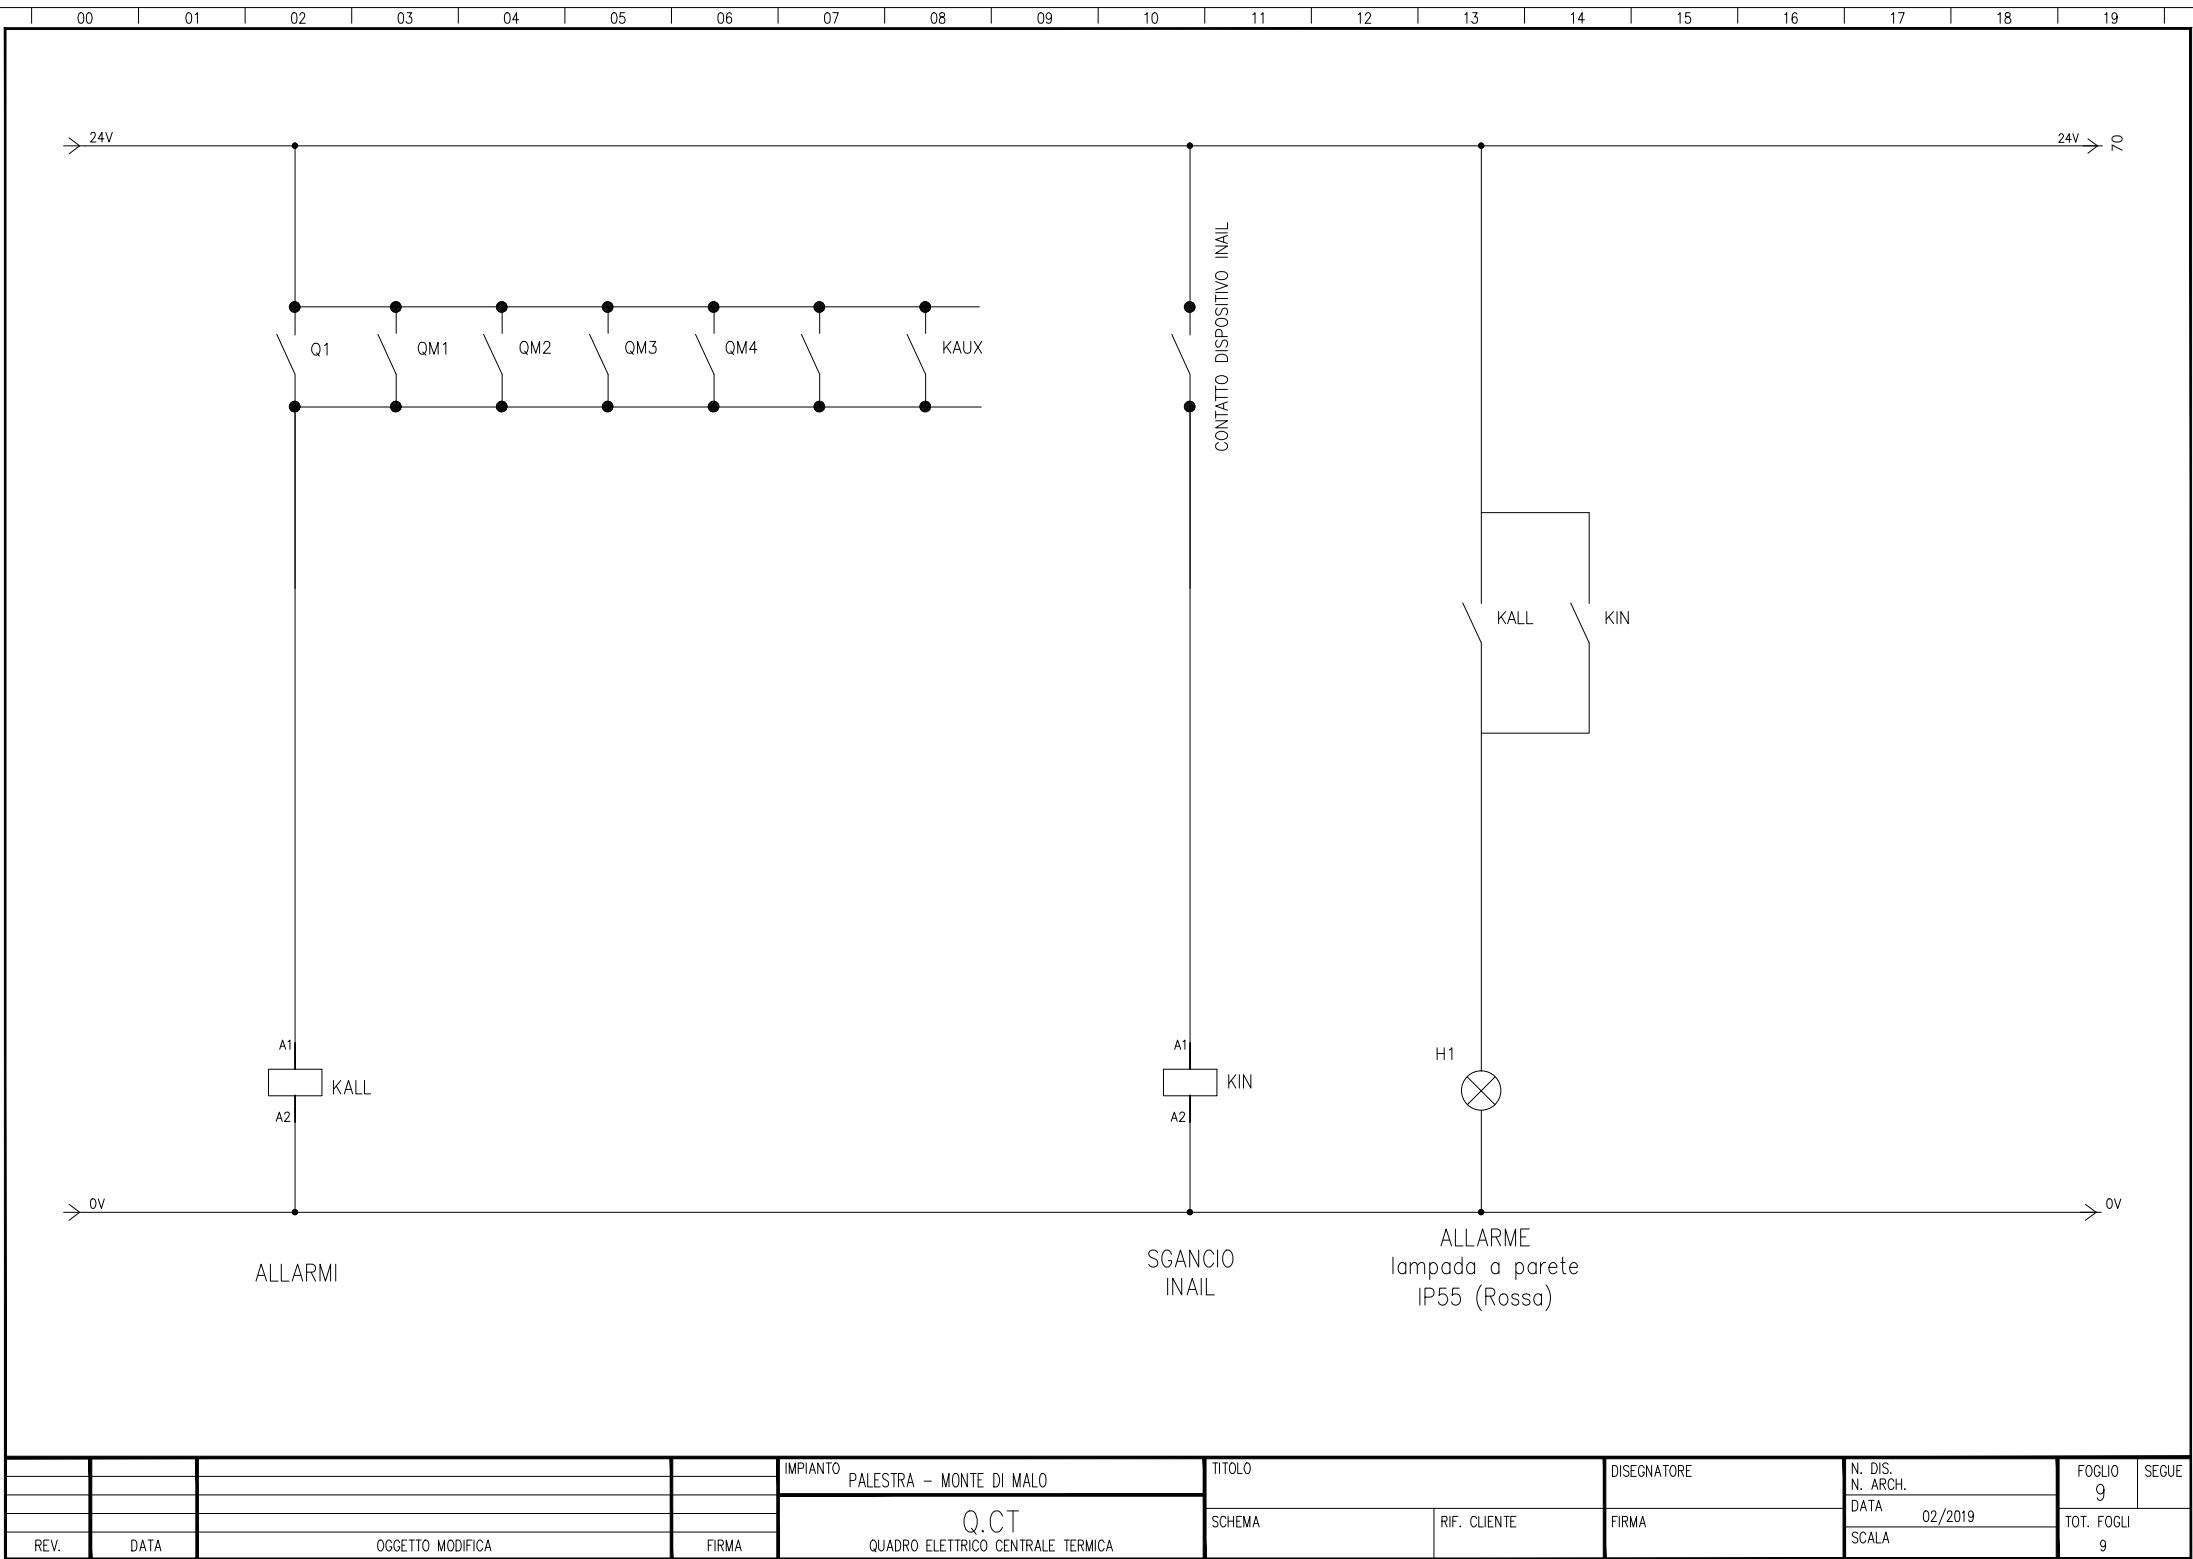 00 01 02 03 04 05 06 07 08 09 10 11 12 13 14 15 16 17 18 19
24V
24V
70
CONTATTO DISPOSITIVO INAIL
Q1
QM1
QM2
QM3
QM4
KAUX
KALL
KIN
A1
KALL
A2
A1
KIN
A2
H1
0V
0V
ALLARMI
SGANCIO
INAIL
ALLARME
lampada a parete
IP55 (Rossa)
REV.
DATA
OGGETTO MODIFICA
FIRMA
IMPIANTO
PALESTRA - MONTE DI MALO
Q.CT
QUADRO ELETTRICO CENTRALE TERMICA
TITOLO
SCHEMA
RIF. CLIENTE
DISEGNATORE
FIRMA
N. DIS.
N. ARCH.
DATA
02/2019
SCALA
FOGLIO
9
SEGUE
TOT. FOGLI
9